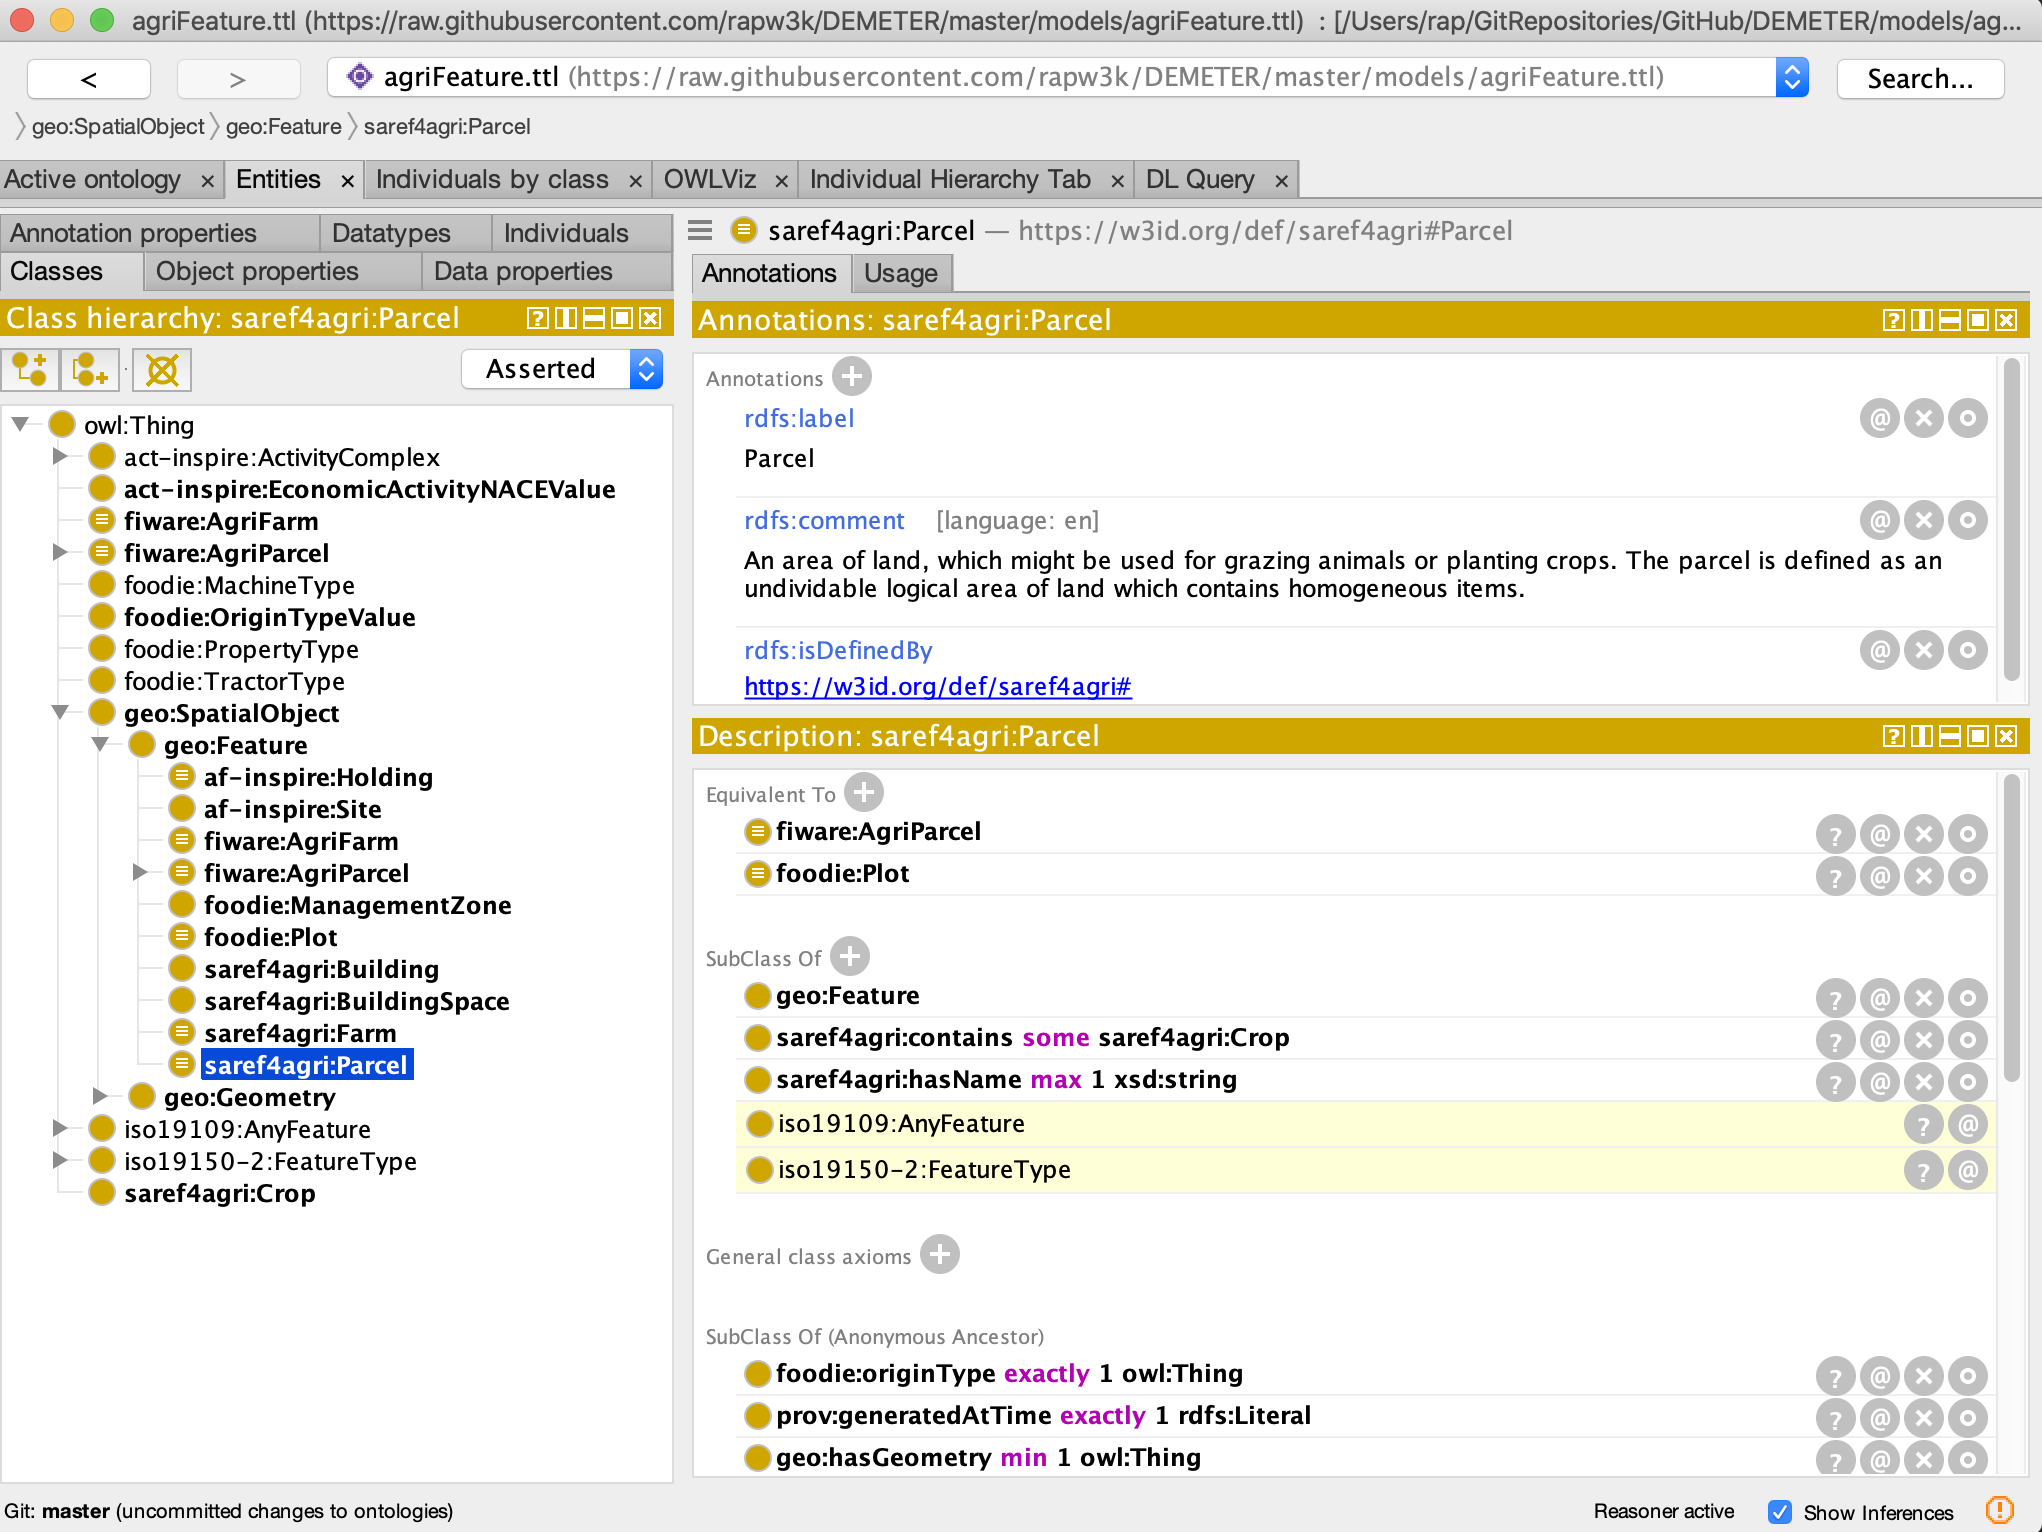 agriFeature.ttl (https://raw.githubusercontent.com/rapw3k/DEMETER/master/models/agriFeature.ttl) : [/Users/rap/GitRepositories/GitHub/DEMETER/models/ag...
< > agriFeature.ttl (https://raw.githubusercontent.com/rapw3k/DEMETER/master/models/agriFeature.ttl) Search...
geo:SpatialObject geo:Feature saref4agri:Parcel
Active ontology × Entities × Individuals by class × OWLViz × Individual Hierarchy Tab × DL Query ×
Annotation properties Datatypes Individuals
Classes Object properties Data properties
Class hierarchy: saref4agri:Parcel
Asserted
owl:Thing
act-inspire:ActivityComplex
act-inspire:EconomicActivityNACEValue
fiware:AgriFarm
fiware:AgriParcel
foodie:MachineType
foodie:OriginTypeValue
foodie:PropertyType
foodie:TractorType
geo:SpatialObject
geo:Feature
af-inspire:Holding
af-inspire:Site
fiware:AgriFarm
fiware:AgriParcel
foodie:ManagementZone
foodie:Plot
saref4agri:Building
saref4agri:BuildingSpace
saref4agri:Farm
saref4agri:Parcel
geo:Geometry
iso19109:AnyFeature
iso19150-2:FeatureType
saref4agri:Crop
saref4agri:Parcel — https://w3id.org/def/saref4agri#Parcel
Annotations Usage
Annotations: saref4agri:Parcel
Annotations
rdfs:label
Parcel
rdfs:comment [language: en]
An area of land, which might be used for grazing animals or planting crops. The parcel is defined as an
undividable logical area of land which contains homogeneous items.
rdfs:isDefinedBy
https://w3id.org/def/saref4agri#
Description: saref4agri:Parcel
Equivalent To
fiware:AgriParcel
foodie:Plot
SubClass Of
geo:Feature
saref4agri:contains some saref4agri:Crop
saref4agri:hasName max 1 xsd:string
iso19109:AnyFeature
iso19150-2:FeatureType
General class axioms
SubClass Of (Anonymous Ancestor)
foodie:originType exactly 1 owl:Thing
prov:generatedAtTime exactly 1 rdfs:Literal
geo:hasGeometry min 1 owl:Thing
Git: master (uncommitted changes to ontologies)
Reasoner active Show Inferences